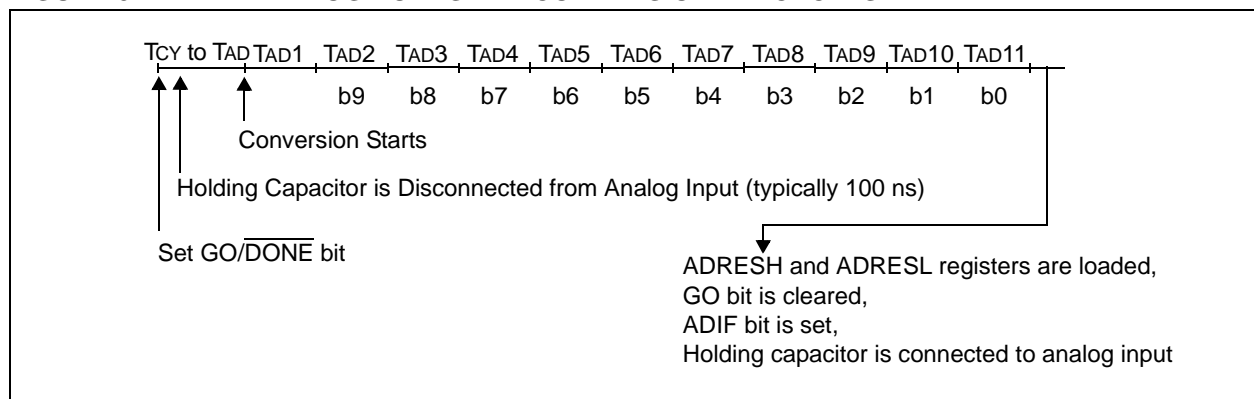 TCY to TAD TAD1 TAD2 TAD3 TAD4 TAD5 TAD6 TAD7 TAD8 TAD9 TAD10 TAD11
b9 b8 b7 b6 b5 b4 b3 b2 b1 b0
Conversion Starts
Holding Capacitor is Disconnected from Analog Input (typically 100 ns)
Set GO/DONE bit
ADRESH and ADRESL registers are loaded,
GO bit is cleared,
ADIF bit is set,
Holding capacitor is connected to analog input